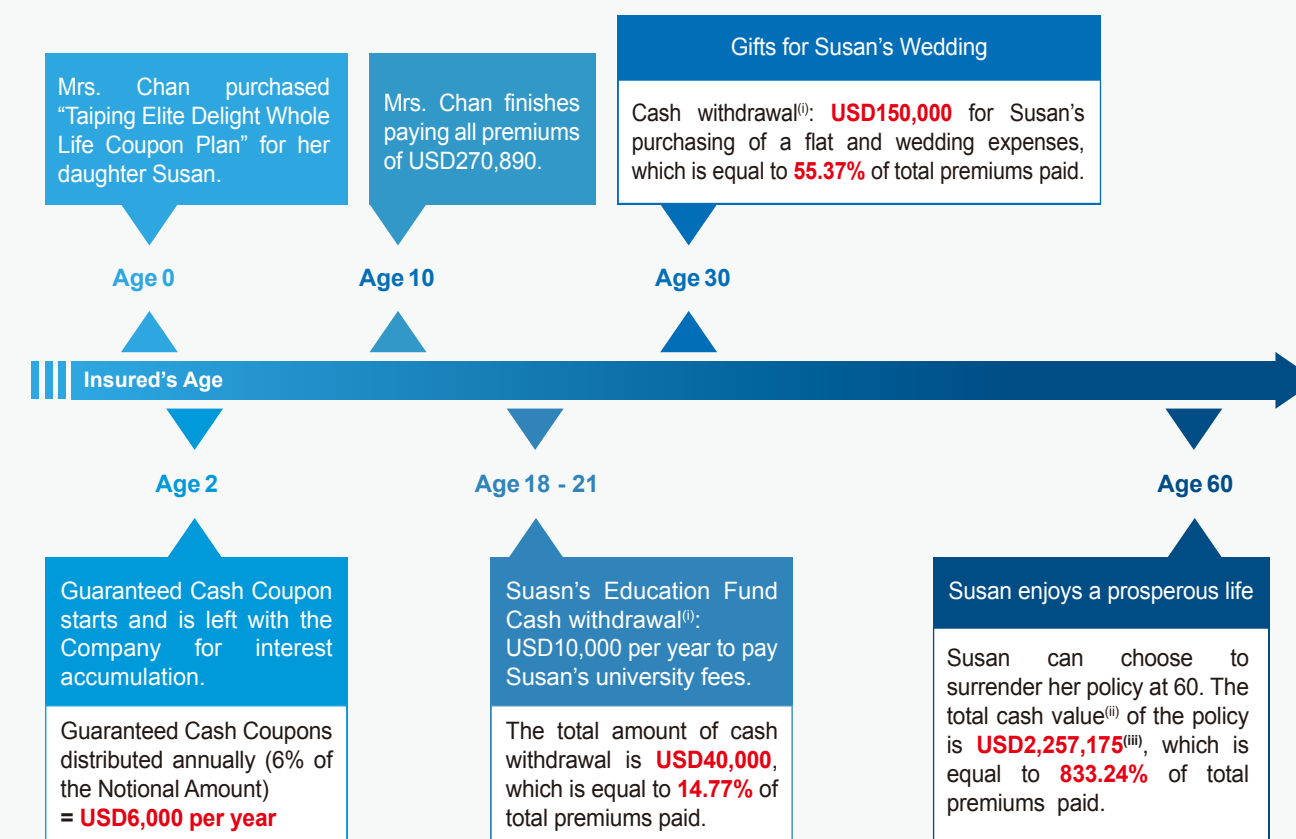 Mrs. Chan purchased
“Taiping Elite Delight Whole
Life Coupon Plan” for her
daughter Susan.
Age 0
Mrs. Chan finishes
paying all premiums
of USD270,890.
Age 10
Gifts for Susan’s Wedding
Cash withdrawal(i): USD150,000 for Susan’s
purchasing of a flat and wedding expenses,
which is equal to 55.37% of total premiums paid.
Age 30
Insured’s Age
Age 2
Guaranteed Cash Coupon
starts and is left with the
Company for interest
accumulation.
Guaranteed Cash Coupons
distributed annually (6% of
the Notional Amount)
= USD6,000 per year
Age 18 - 21
Suasn’s Education Fund
Cash withdrawal(i):
USD10,000 per year to pay
Susan’s university fees.
The total amount of cash
withdrawal is USD40,000,
which is equal to 14.77% of
total premiums paid.
Age 60
Susan enjoys a prosperous life
Susan can choose to
surrender her policy at 60. The
total cash value(ii) of the policy
is USD2,257,175(iii), which is
equal to 833.24% of total
premiums paid.